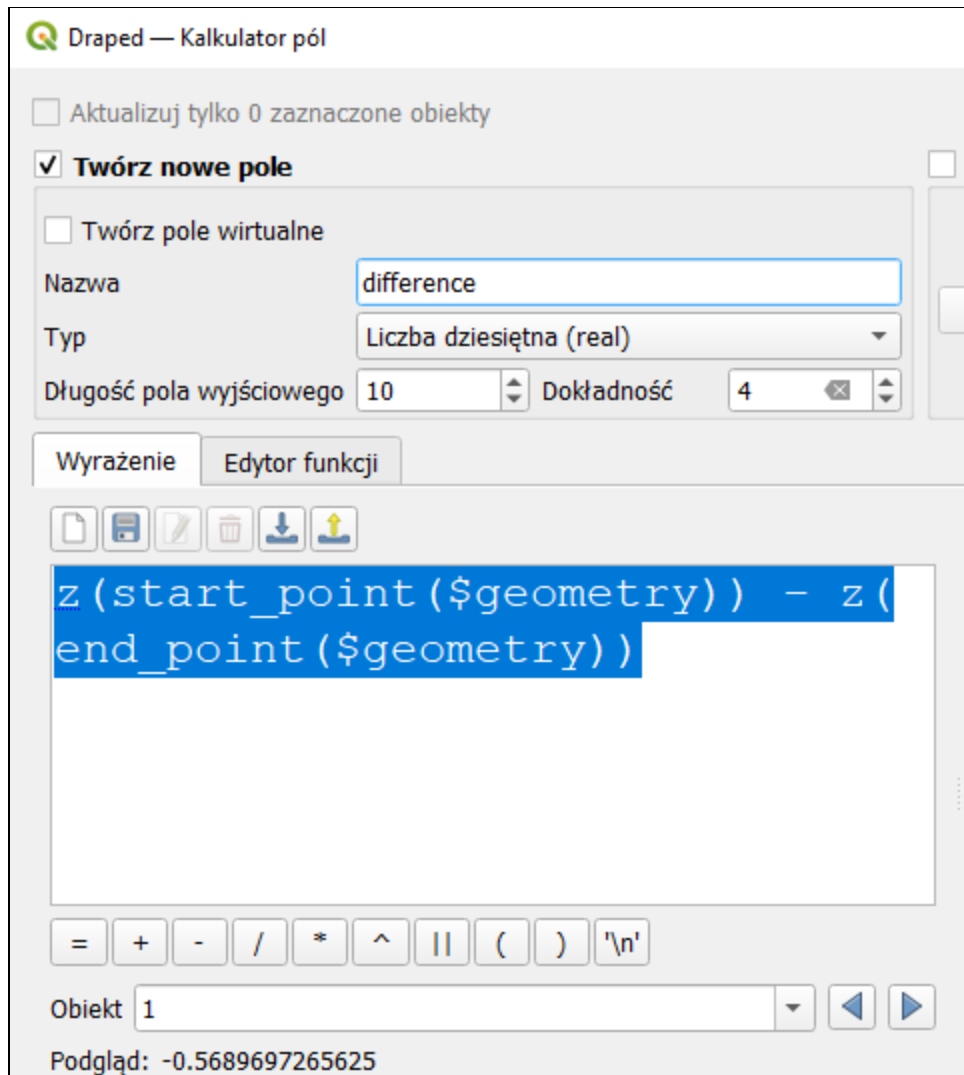 Draped — Kalkulator pól
Aktualizuj tylko 0 zaznaczone obiekty
Twórz nowe pole
Twórz pole wirtualne
Nazwa difference
Typ Liczba dziesiętna (real)
Długość pola wyjściowego 10 Dokładność 4
Wyrażenie Edytor funkcji
z(start_point($geometry)) - z(
end_point($geometry))
= + - / * ^ || ( ) '\n'
Obiekt 1
Podgląd: -0.5689697265625